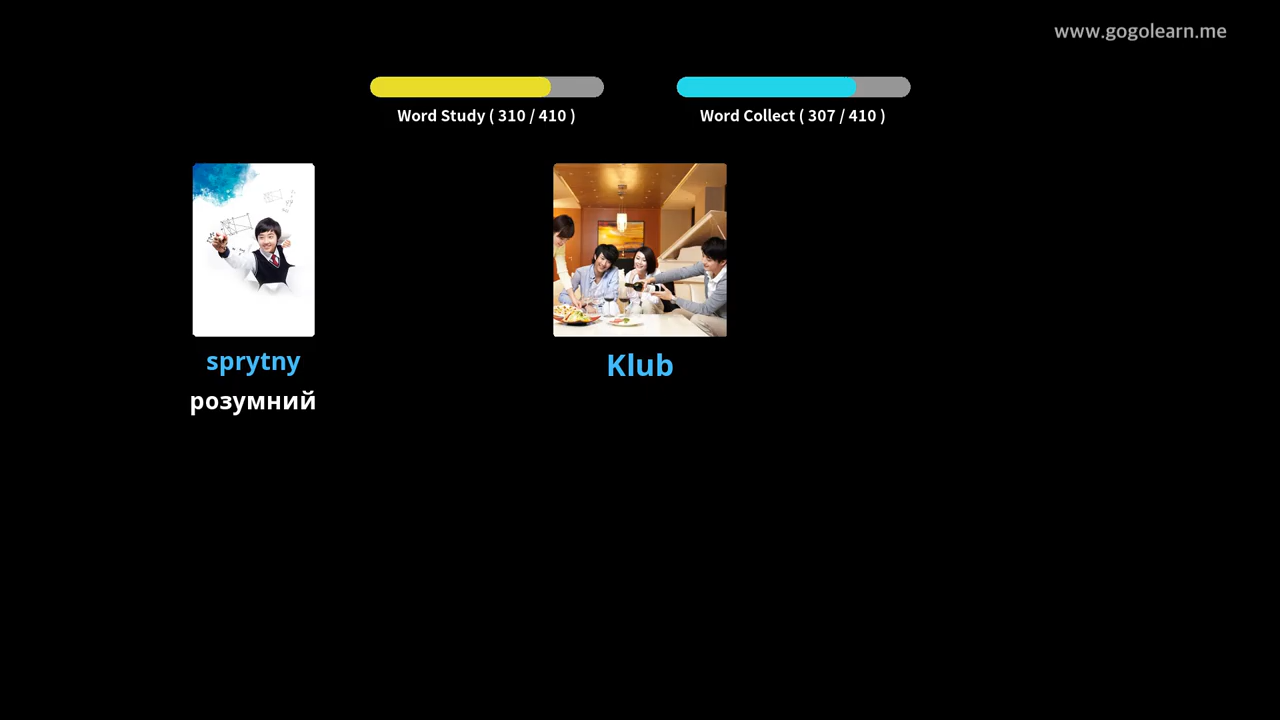 www.gogolearn.me
Word Study ( 310 / 410 )
Word Collect ( 307 / 410 )
sprytny
розумний
Klub